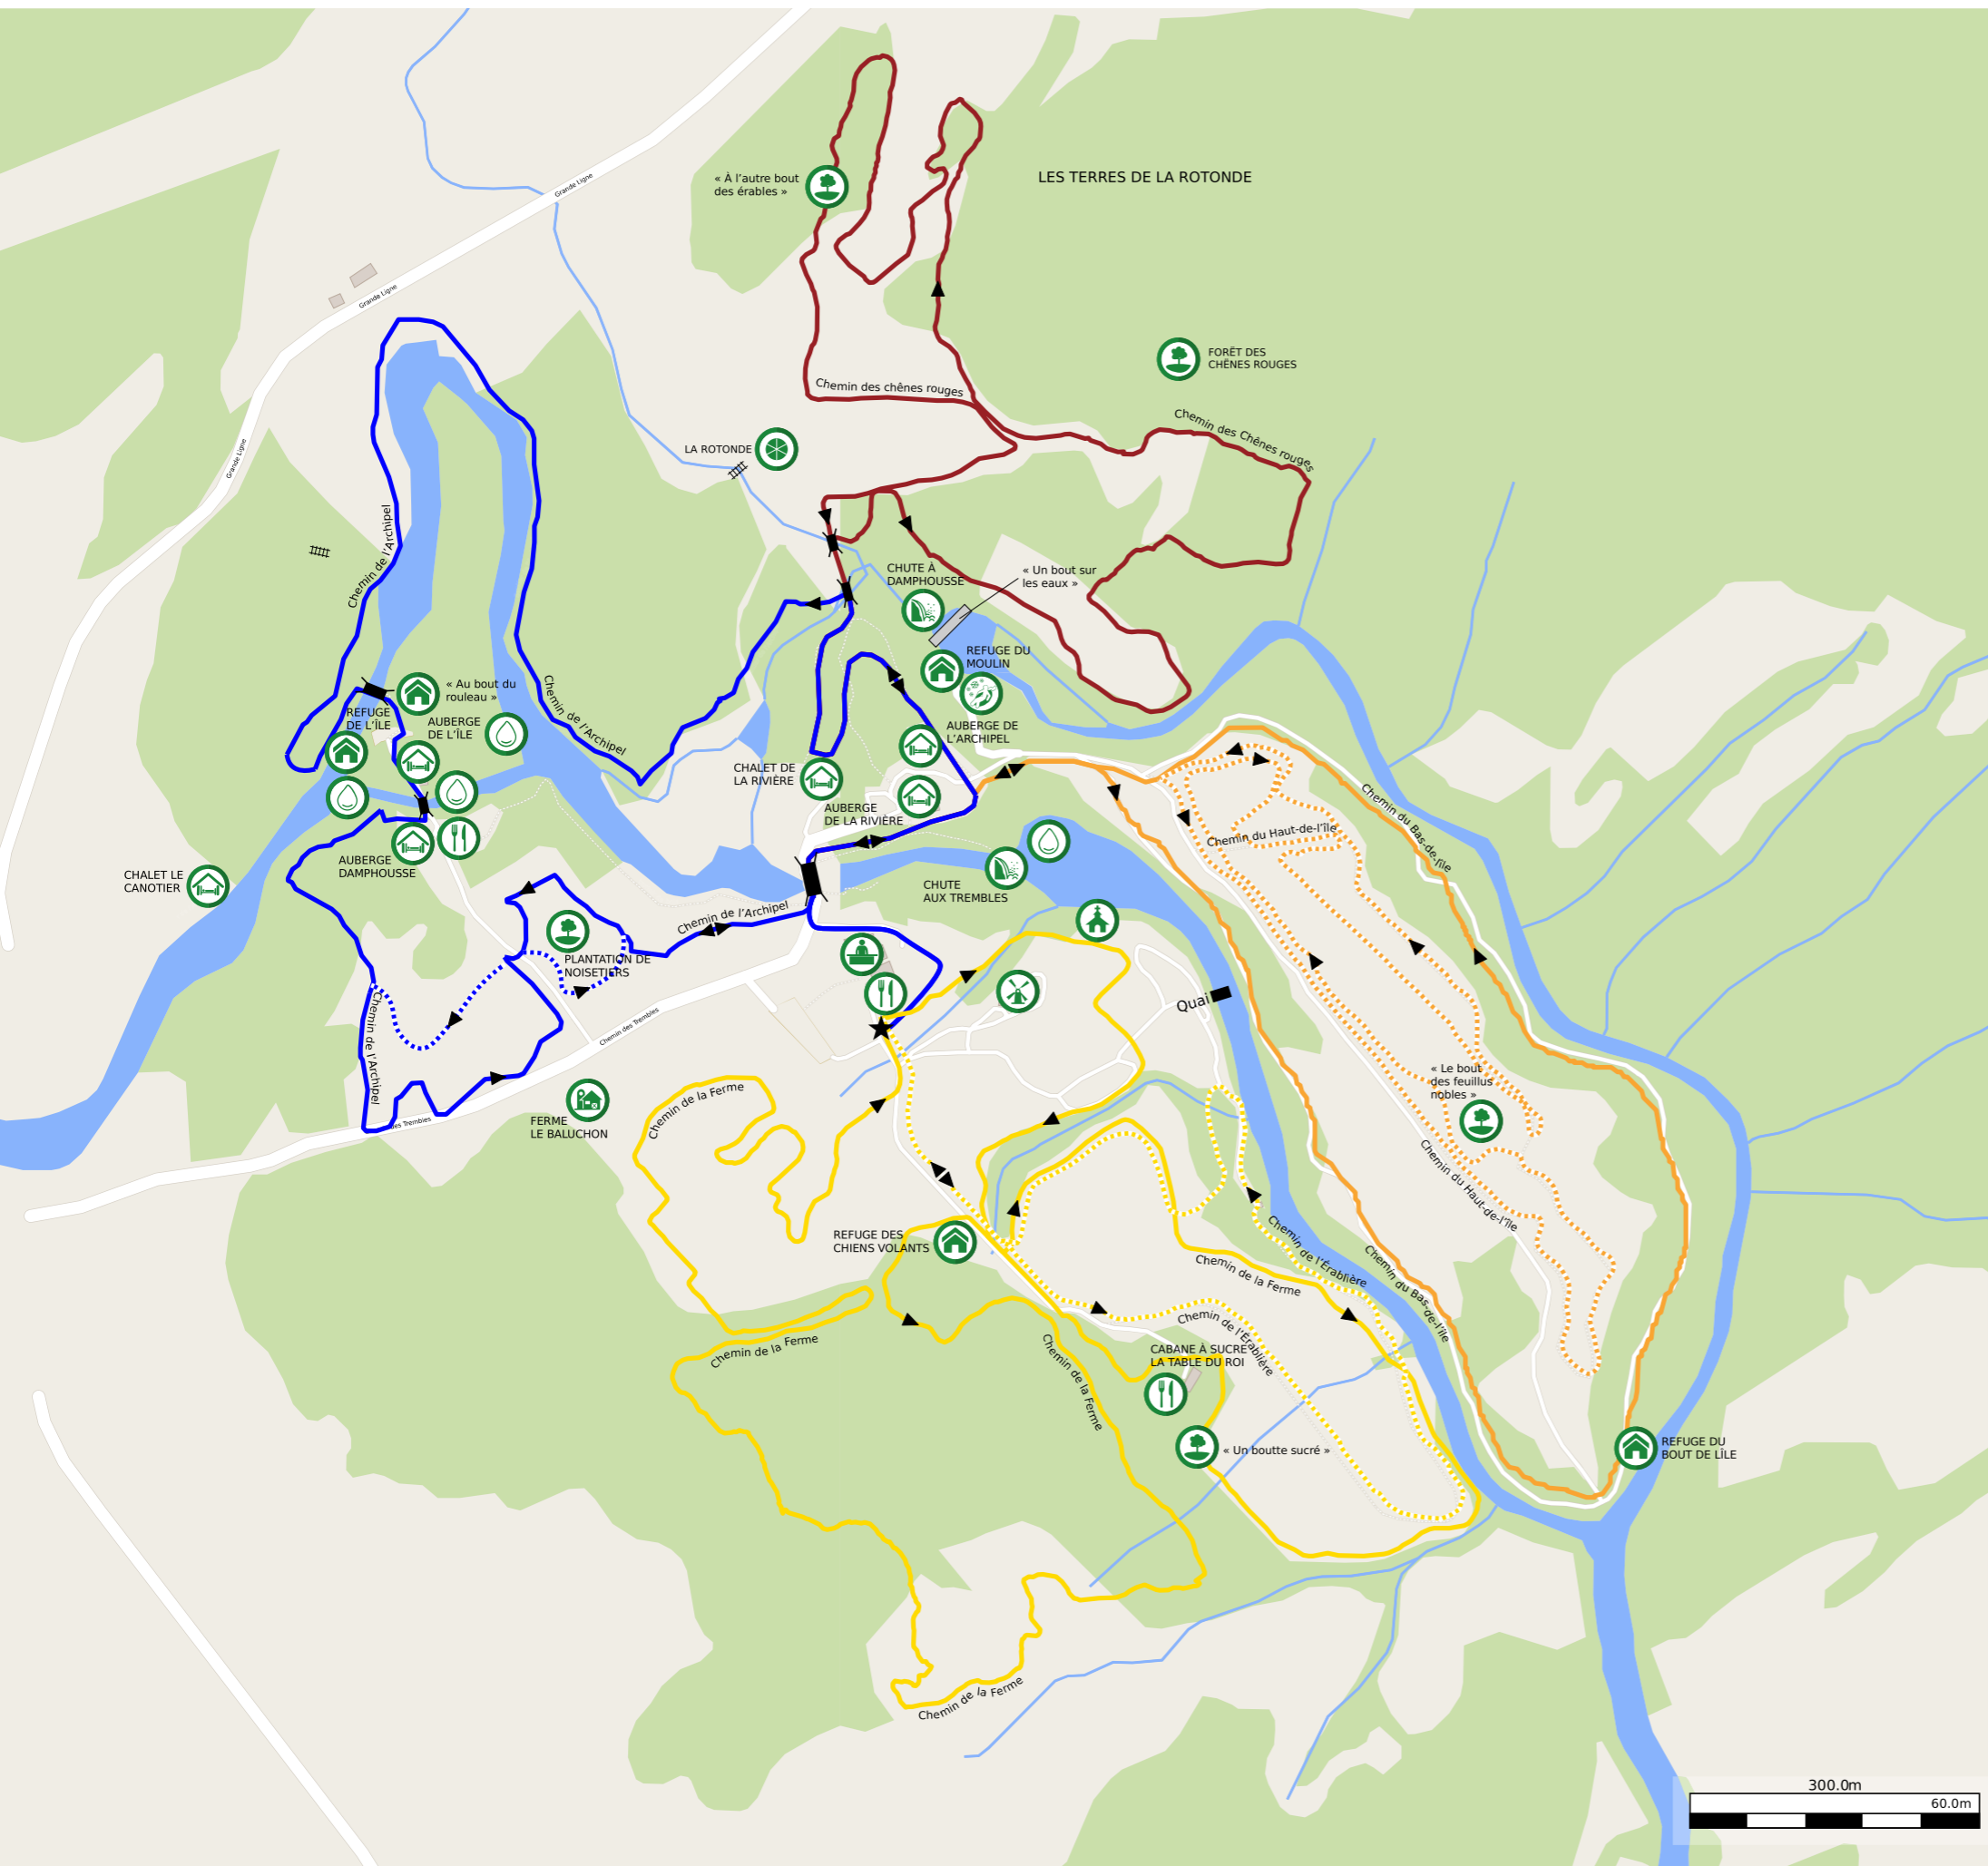 « À l’autre bout
des érables »
LES TERRES DE LA ROTONDE
Grande Ligne
Grande Ligne
Grande Ligne
FORÊT DES
CHÊNES ROUGES
Chemin des chênes rouges
Chemin des Chênes rouges
LA ROTONDE
Chemin de l’Archipel
CHUTE À
DAMPHOUSSE
« Un bout sur
les eaux »
REFUGE DU
MOULIN
« Au bout du
rouleau »
REFUGE
DE L’ÎLE
AUBERGE
DE L’ÎLE
Chemin de l’Archipel
AUBERGE DE
L’ARCHIPEL
CHALET DE
LA RIVIÈRE
AUBERGE
DE LA RIVIÈRE
Chemin du Bas-de-île
Chemin du Haut-de-l’île
AUBERGE
DAMPHOUSSE
CHALET LE
CANOTIER
CHUTE
AUX TREMBLES
Chemin de l’Archipel
PLANTATION DE
NOISETIERS
Quai
Chemin de l’Archipel
Chemin des Trembles
des Trembles
« Le bout
des feuillus
nobles »
Chemin de la Ferme
FERME
LE BALUCHON
Chemin du Haut-de-l’île
REFUGE DES
CHIENS VOLANTS
Chemin de l’Érablière
Chemin de la Ferme
Chemin du Bas-de-l’île
Chemin de l’Érablière
Chemin de la Ferme
Chemin de la Ferme
CABANE À SUCRE
LA TABLE DU ROI
« Un boutte sucré »
REFUGE DU
BOUT DE LÎLE
Chemin de la Ferme
300.0m
60.0m